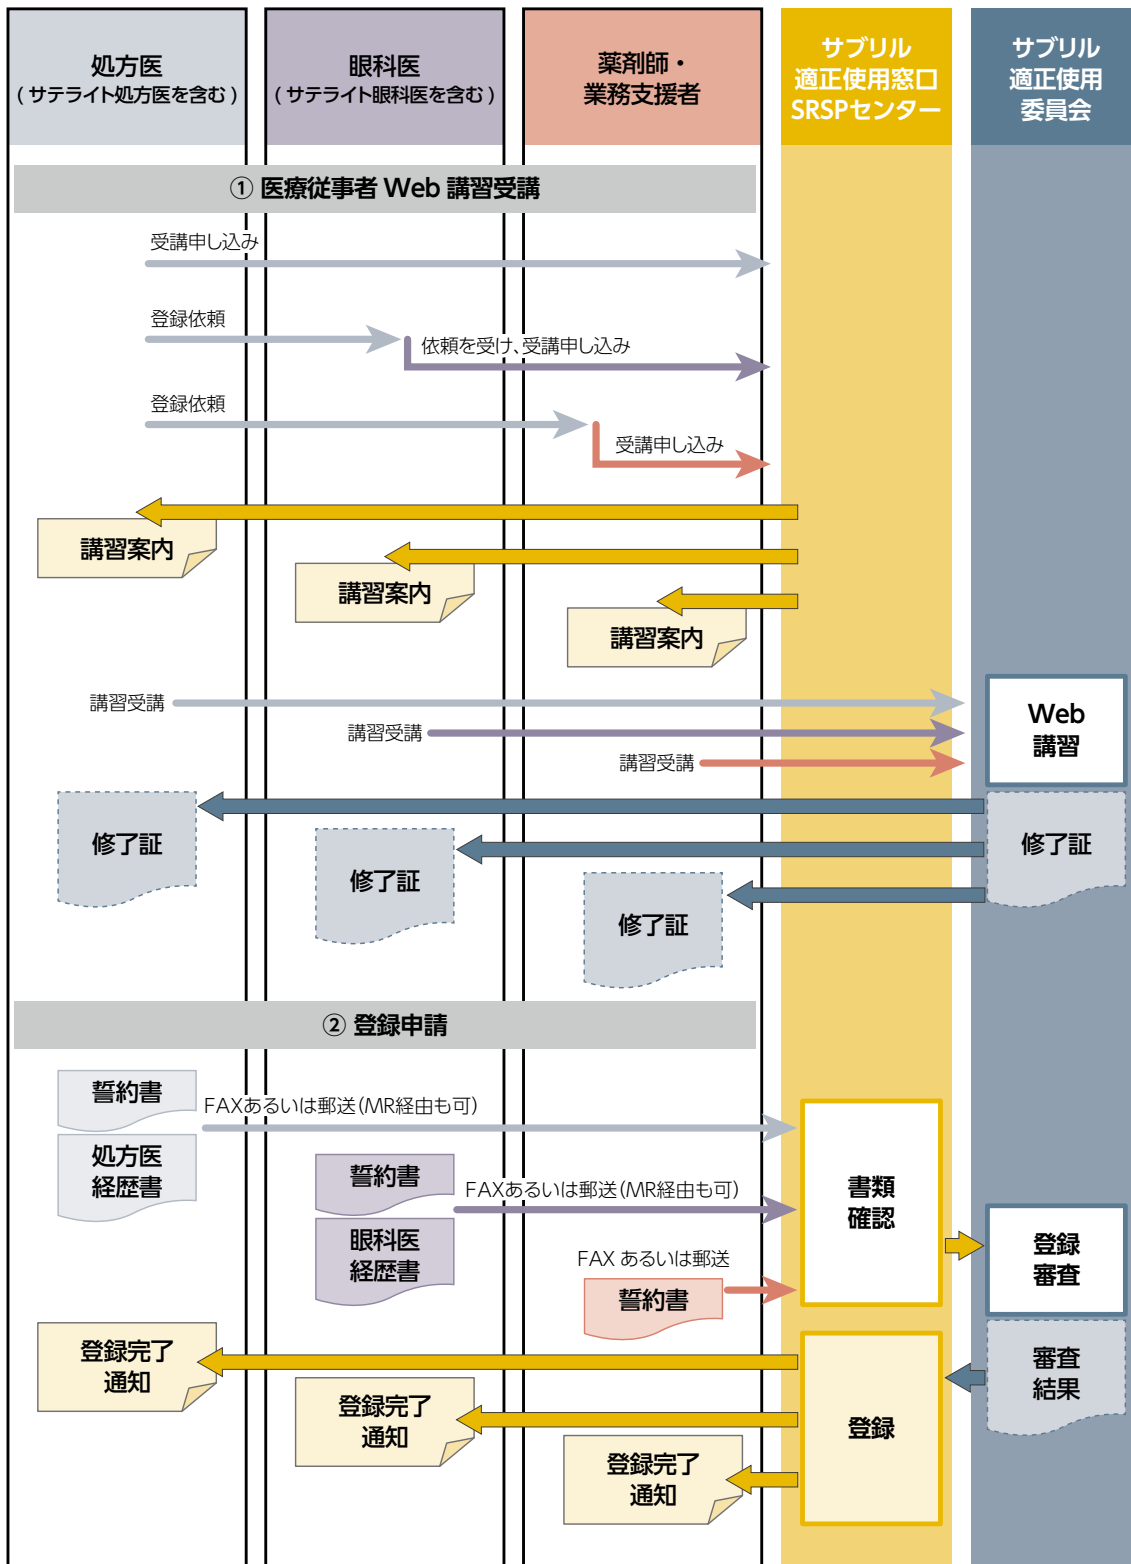 処方医
(サテライト処方医を含む)
眼科医
(サテライト眼科医を含む)
薬剤師・
業務支援者
サブリル
適正使用窓口
SRSPセンター
サブリル
適正使用
委員会
① 医療従事者 Web 講習受講
受講申し込み
登録依頼
依頼を受け、受講申し込み
登録依頼
受講申し込み
講習案内
講習案内
講習案内
講習受講
講習受講
講習受講
Web
講習
修了証
修了証
修了証
修了証
② 登録申請
誓約書
FAXあるいは郵送(MR経由も可)
処方医
経歴書
誓約書
FAXあるいは郵送(MR経由も可)
眼科医
経歴書
FAX あるいは郵送
誓約書
書類
確認
登録
審査
審査
結果
登録
登録完了
通知
登録完了
通知
登録完了
通知